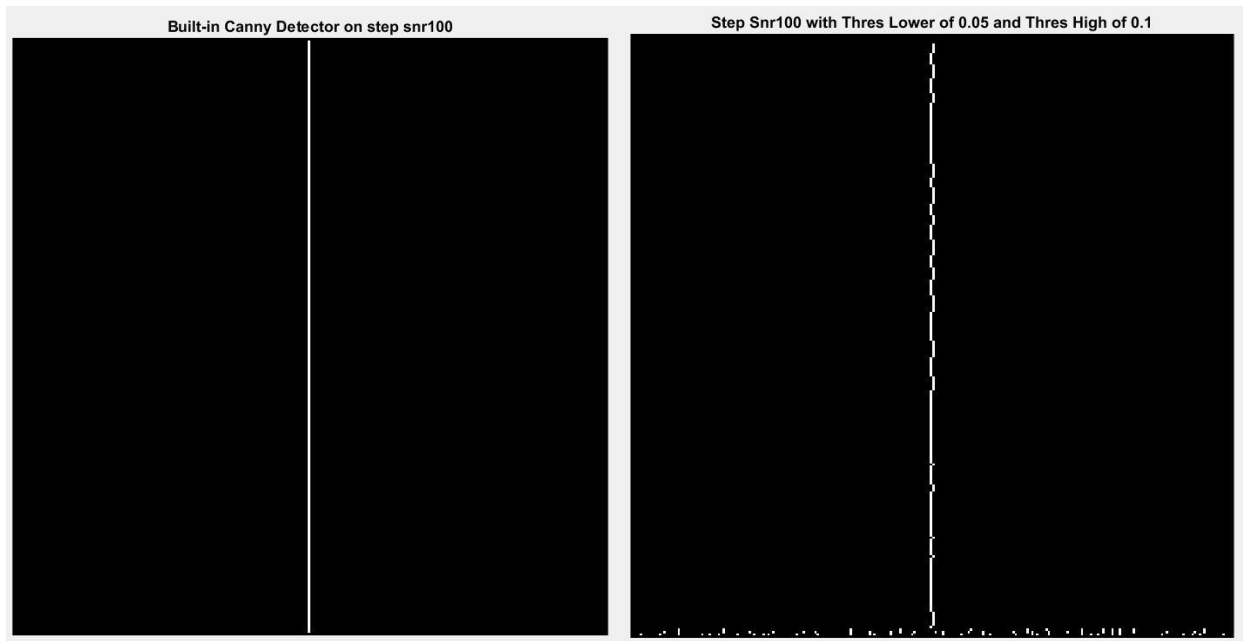 Built-in Canny Detector on step snr100
Step Snr100 with Thres Lower of 0.05 and Thres High of 0.1